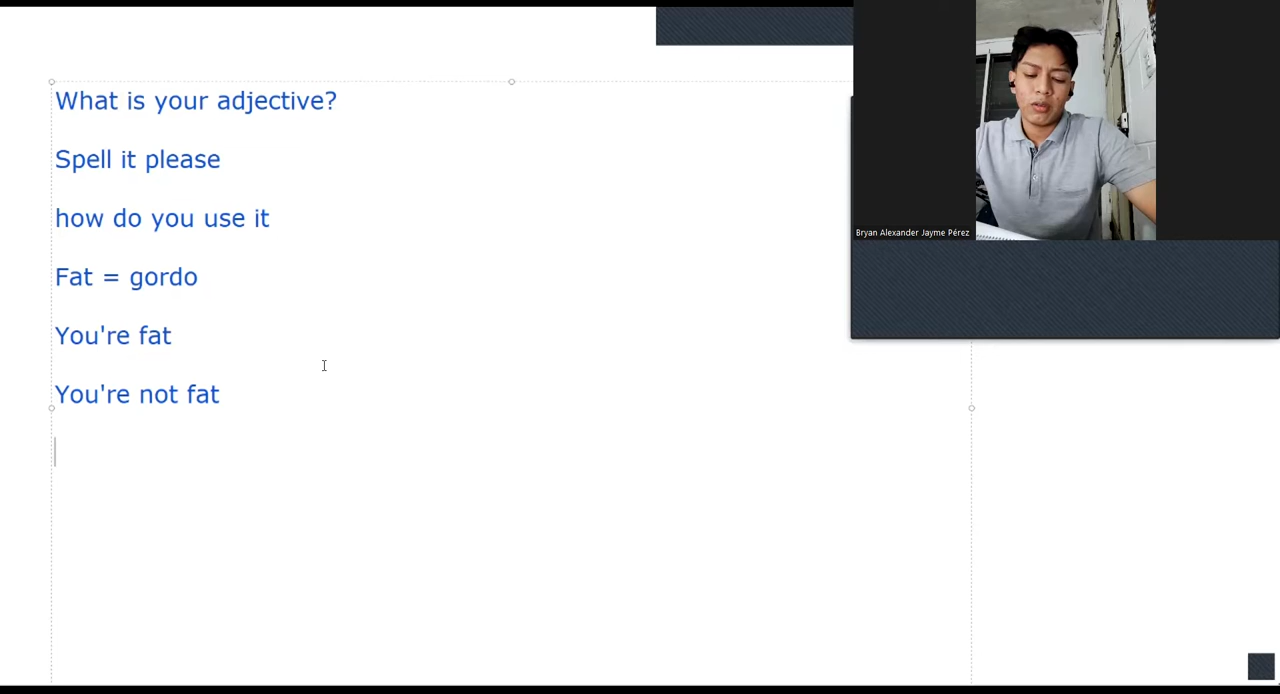 What is your adjective?
Spell it please
how do you use it
Fat = gordo
You're fat
You're not fat
Bryan Alexander Jayme Pérez